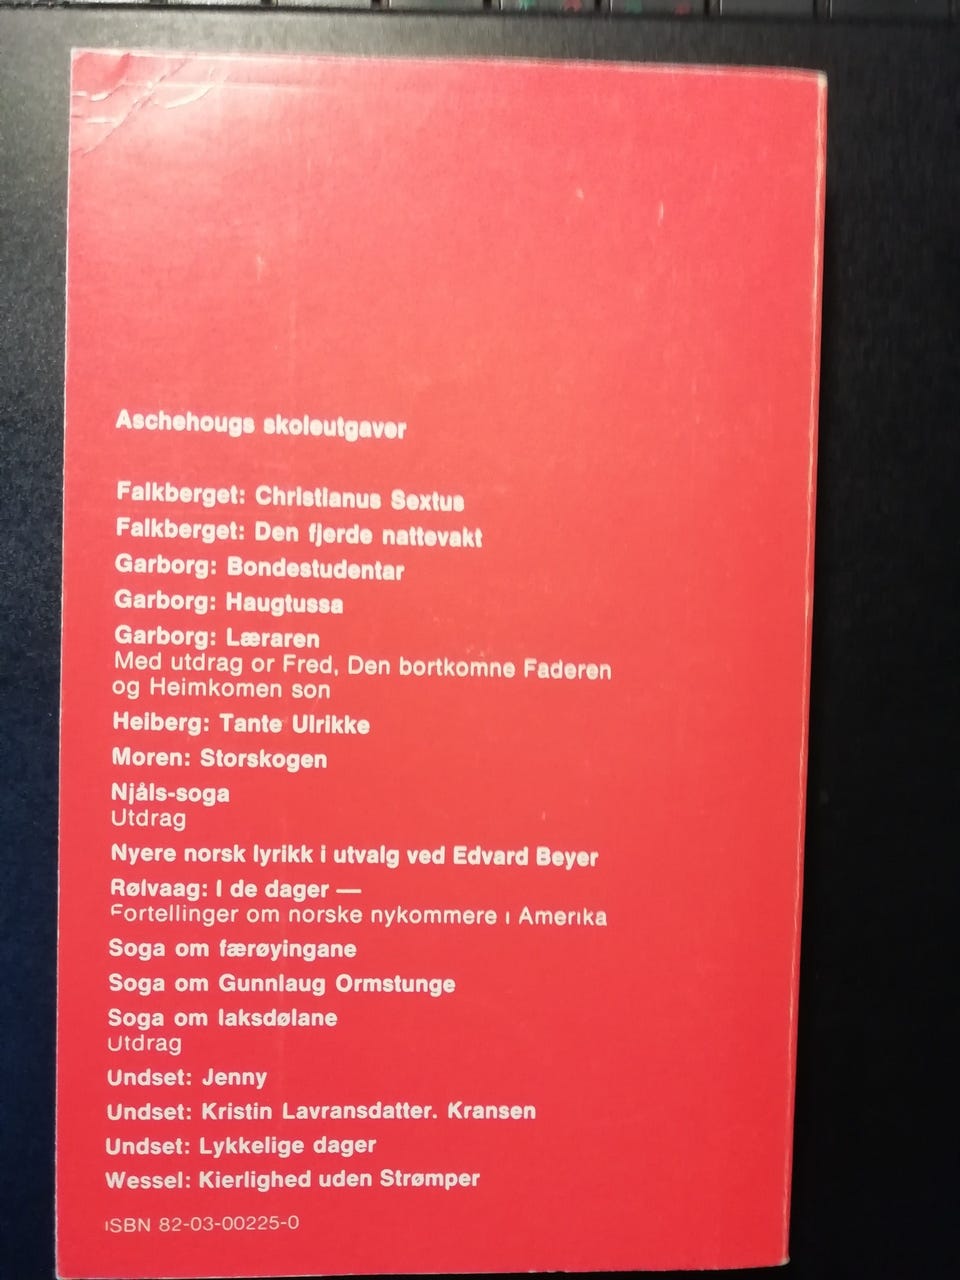 Aschehougs skoleutgaver
Falkberget: Christianus Sextus
Falkberget: Den fjerde nattevakt
Garborg: Bondestudentar
Garborg: Haugtussa
Garborg: Læraren
Med utdrag or Fred, Den bortkomne Faderen
og Heimkomen son
Heiberg: Tante Ulrikke
Moren: Storskogen
Njåls-soga
Utdrag
Nyere norsk lyrikk i utvalg ved Edvard Beyer
Rølvaag: I de dager —
Fortellinger om norske nykommere i Amerika
Soga om færøyingane
Soga om Gunnlaug Ormstunge
Soga om laksdølane
Utdrag
Undset: Jenny
Undset: Kristin Lavransdatter. Kransen
Undset: Lykkelige dager
Wessel: Kierlighed uden Strømper
ISBN 82-03-00225-0